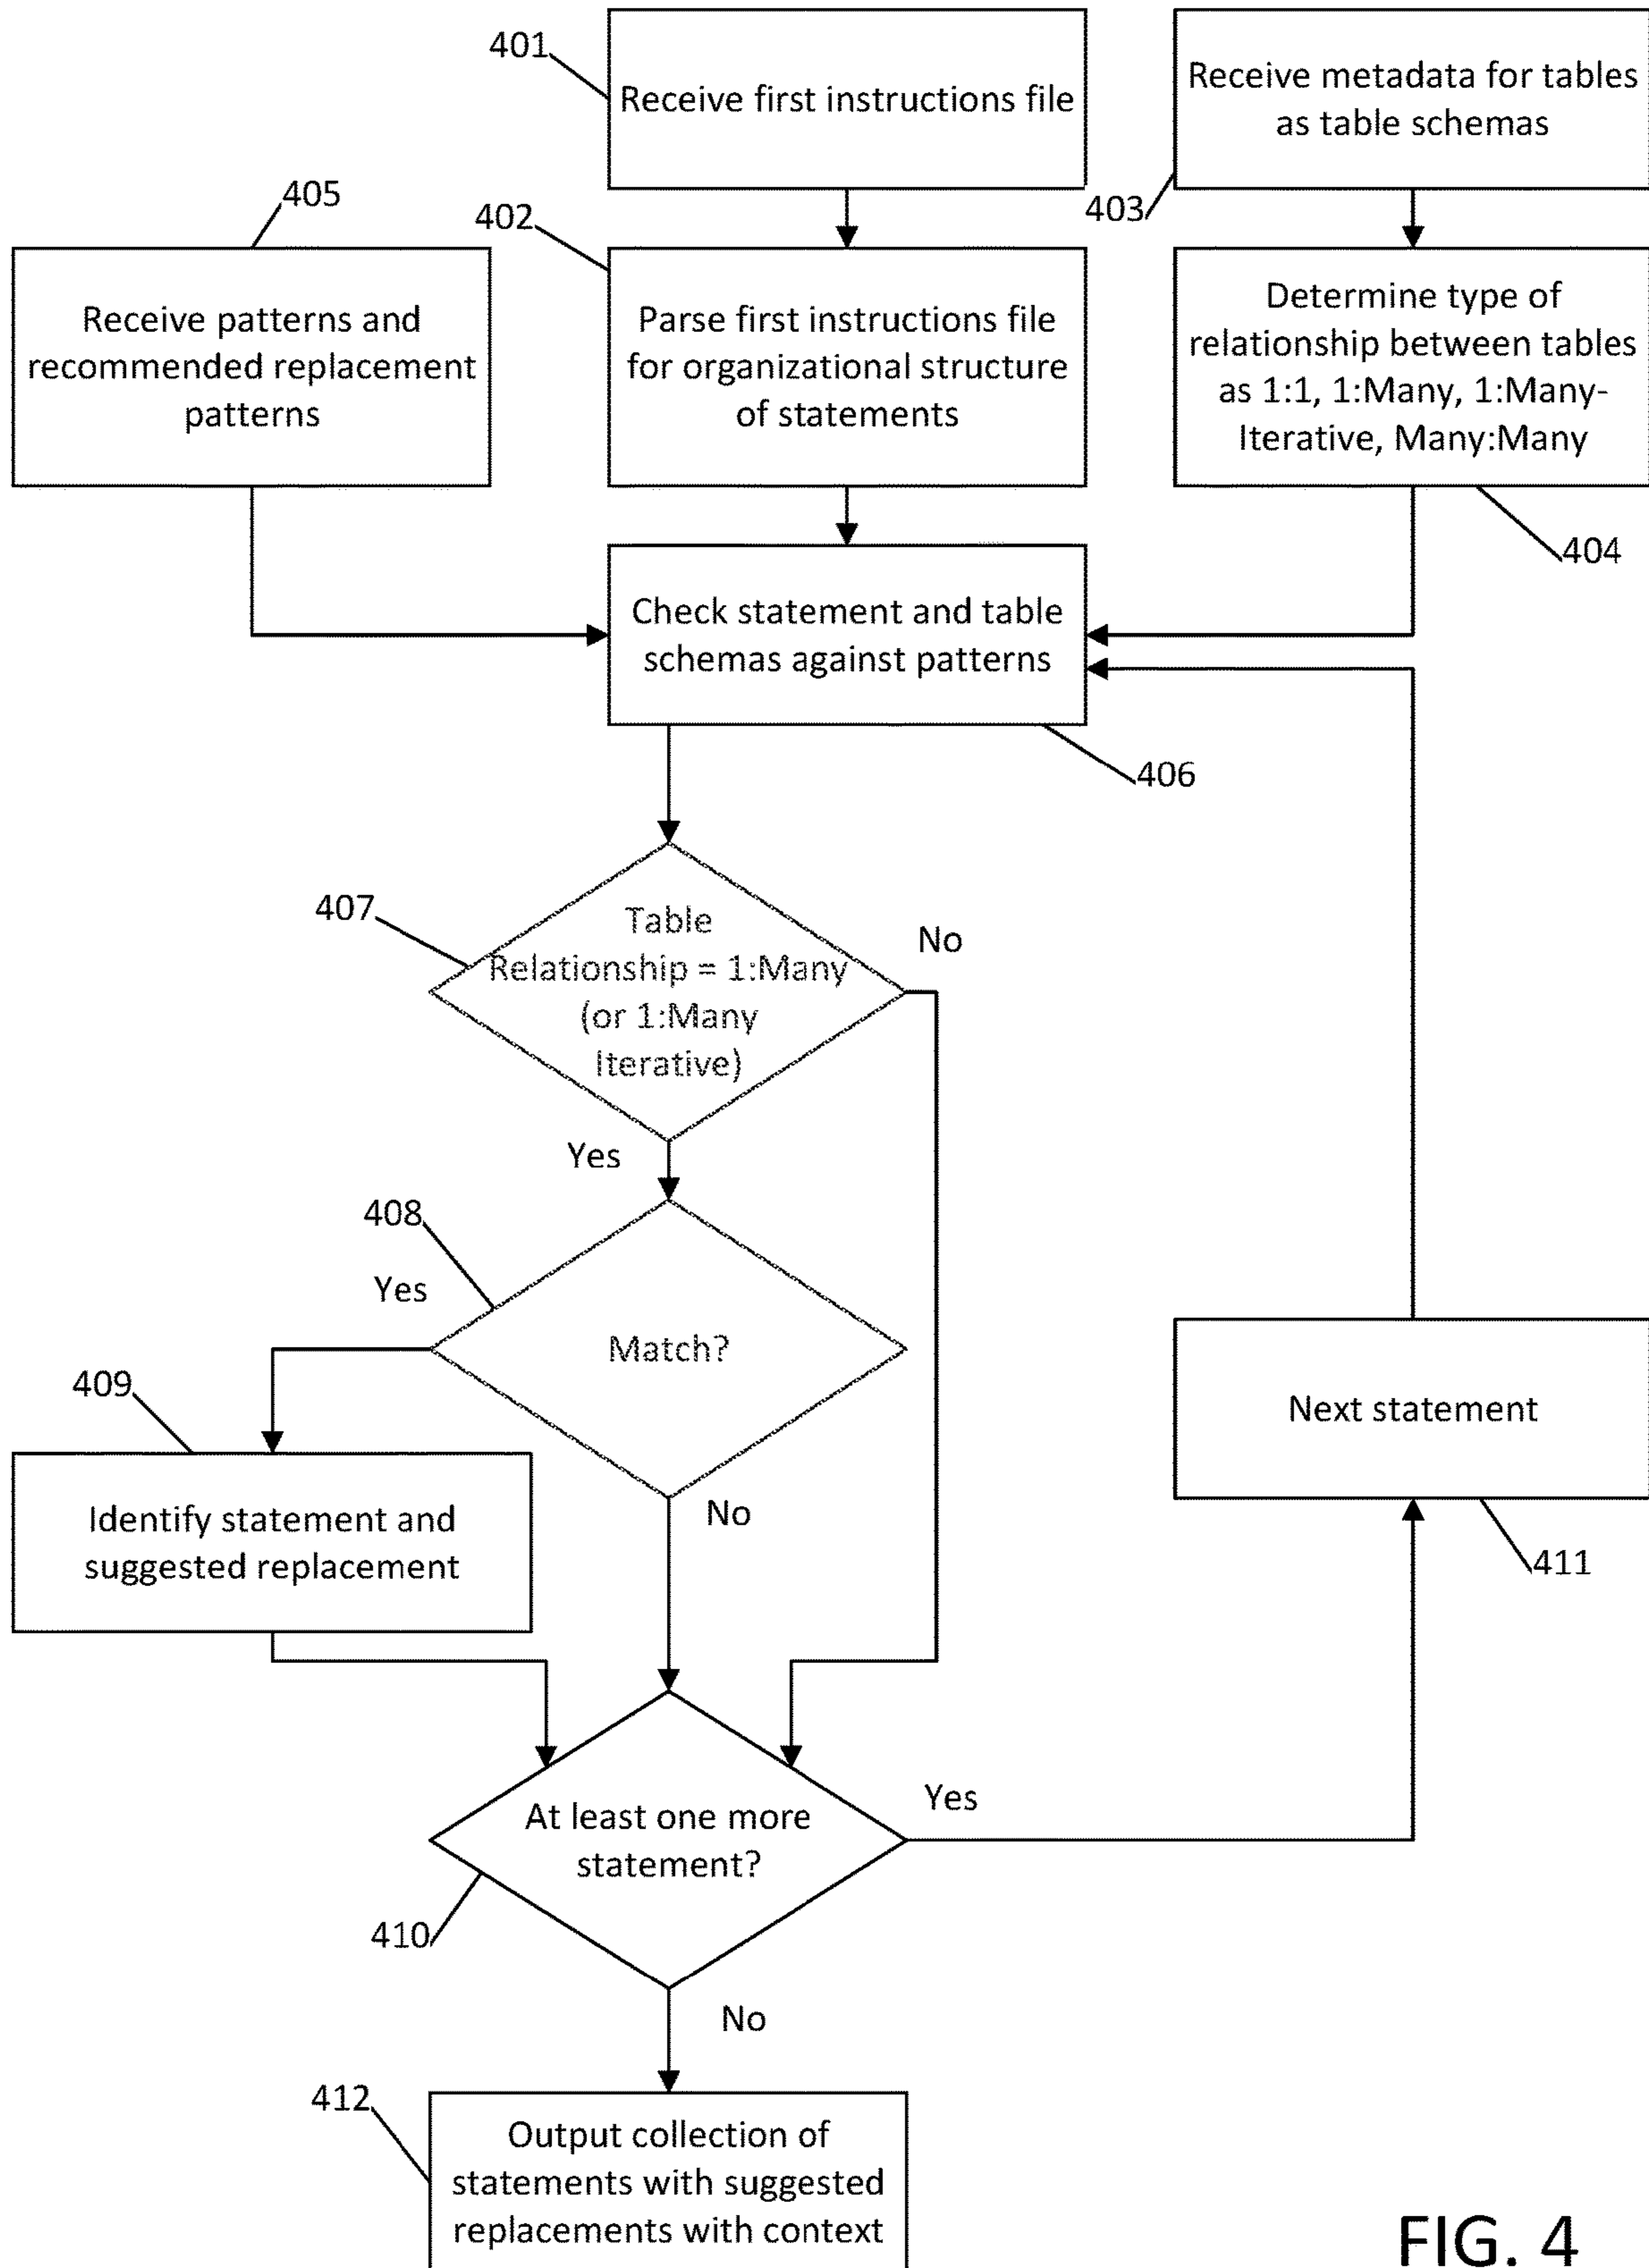 401
Receive first instructions file
Receive metadata for tables
as table schemas
403
405
402
Receive patterns and
recommended replacement
patterns
Parse first instructions file
for organizational structure
of statements
Determine type of
relationship between tables
as 1:1, 1:Many, 1:Many-
Iterative, Many:Many
404
Check statement and table
schemas against patterns
406
407
Table
Relationship = 1:Many
(or 1:Many
Iterative)
No
Yes
408
Yes
Match?
No
409
Identify statement and
suggested replacement
Next statement
411
At least one more
statement?
Yes
410
No
412
Output collection of
statements with suggested
replacements with context
FIG. 4